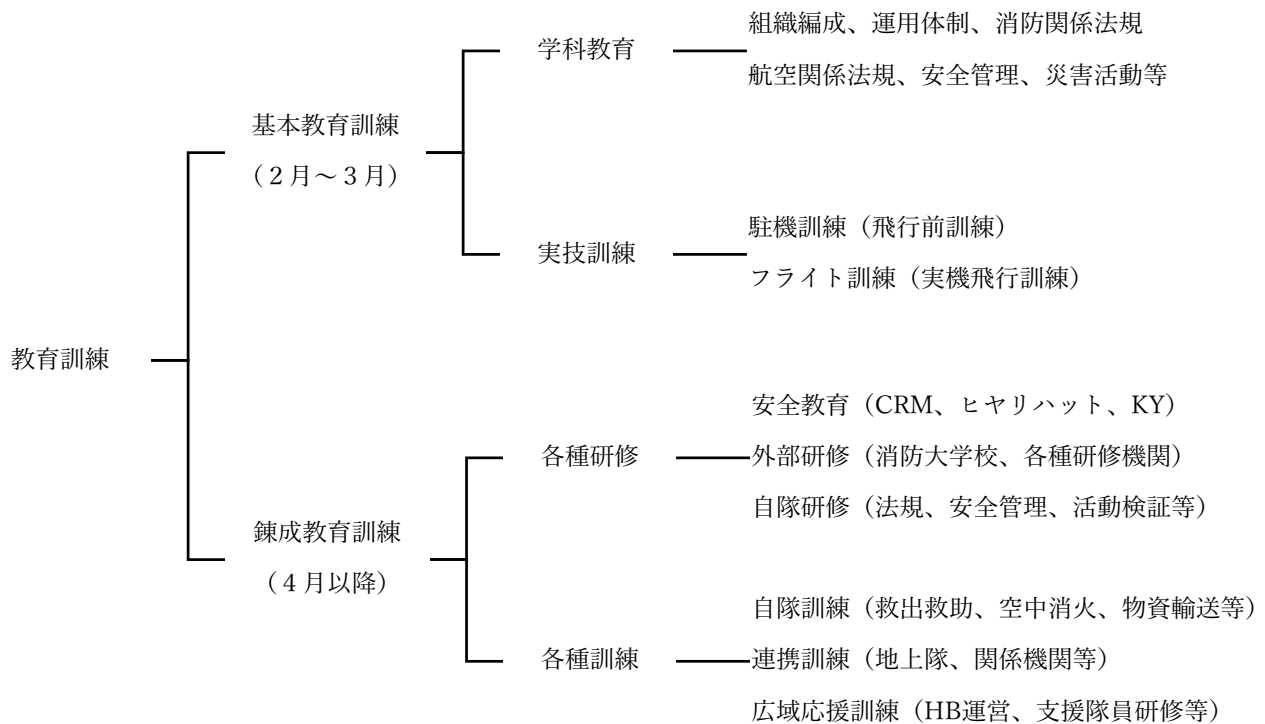 教育訓練
基本教育訓練
（２月～３月）
学科教育
組織編成、運用体制、消防関係法規
航空関係法規、安全管理、災害活動等
実技訓練
駐機訓練（飛行前訓練）
フライト訓練（実機飛行訓練）
錬成教育訓練
（４月以降）
各種研修
安全教育（CRM、ヒヤリハット、KY）
外部研修（消防大学校、各種研修機関）
自隊研修（法規、安全管理、活動検証等）
各種訓練
自隊訓練（救出救助、空中消火、物資輸送等）
連携訓練（地上隊、関係機関等）
広域応援訓練（HB運営、支援隊員研修等）